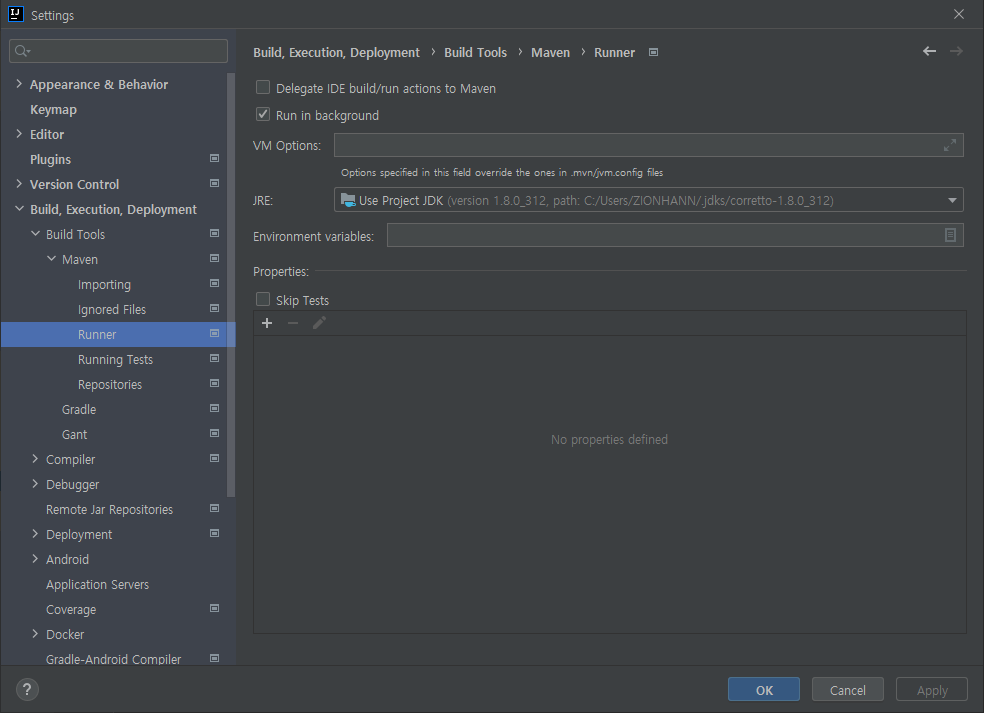 Settings
Build, Execution, Deployment › Build Tools › Maven › Runner
Appearance & Behavior
Keymap
Editor
Plugins
Version Control
Build, Execution, Deployment
Build Tools
Maven
Importing
Ignored Files
Runner
Running Tests
Repositories
Gradle
Gant
Compiler
Debugger
Remote Jar Repositories
Deployment
Android
Application Servers
Coverage
Docker
Gradle-Android Compiler
Delegate IDE build/run actions to Maven
Run in background
VM Options:
Options specified in this field override the ones in .mvn/jvm.config files
JRE: Use Project JDK (version 1.8.0_312, path: C:/Users/ZIONHANN/.jdks/corretto-1.8.0_312)
Environment variables:
Properties:
Skip Tests
No properties defined
? OK Cancel Apply